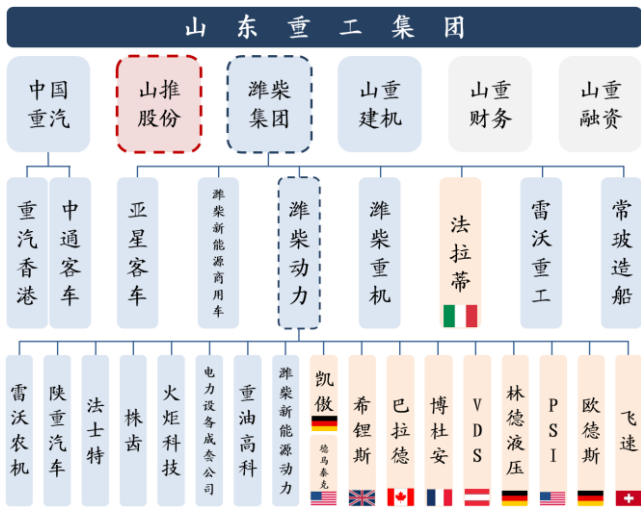 山东重工集团
中国重汽
山推股份
潍柴集团
山重建机
山重财务
山重融资
重汽香港
中通客车
亚星客车
潍柴新能源商用车
潍柴动力
潍柴重机
法拉蒂
雷沃重工
常玻造船
雷沃农机
陕重汽车
法士特
株齿
火炬科技
电力设备成套公司
重油高科
潍柴新能源动力
凯傲
德马泰克
希锂斯
巴拉德
博杜安
VDS
林德液压
PSI
欧德斯
飞速